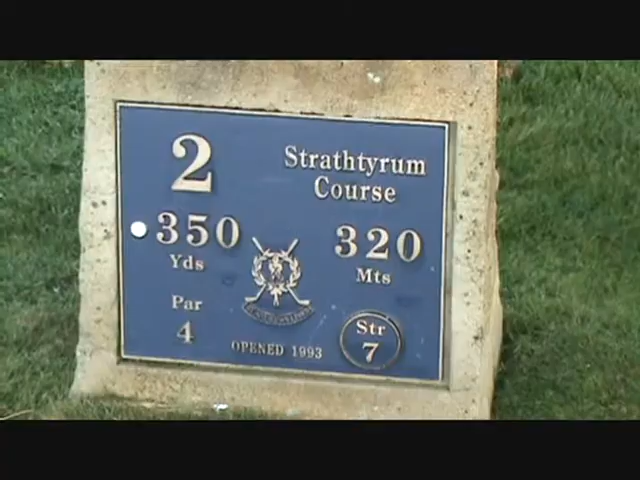 2
Strathtyrum
Course
350
Yds
320
Mts
Par
4
OPENED 1993
Str
7